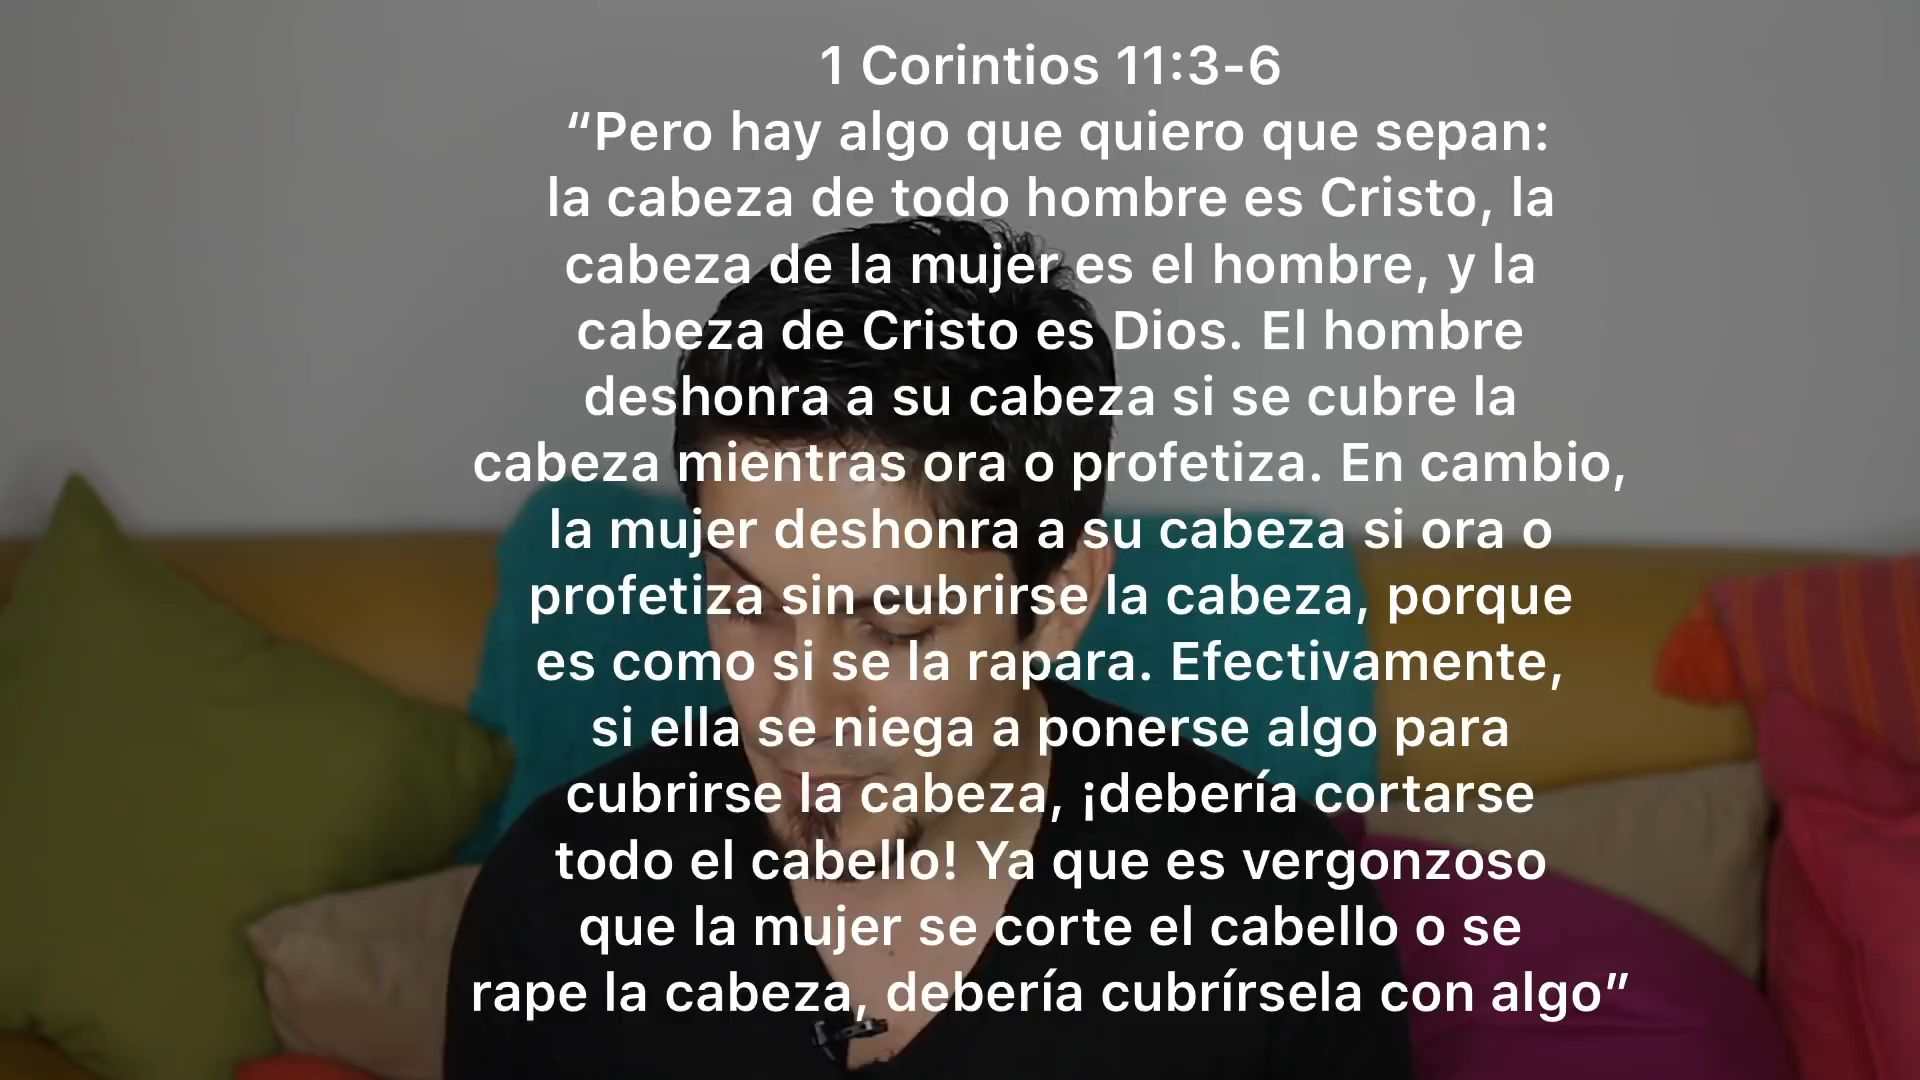 1 Corintios 11:3-6
“Pero hay algo que quiero que sepan:
la cabeza de todo hombre es Cristo, la
cabeza de la mujer es el hombre, y la
cabeza de Cristo es Dios. El hombre
deshonra a su cabeza si se cubre la
cabeza mientras ora o profetiza. En cambio,
la mujer deshonra a su cabeza si ora o
profetiza sin cubrirse la cabeza, porque
es como si se la rapara. Efectivamente,
si ella se niega a ponerse algo para
cubrirse la cabeza, ¡debería cortarse
todo el cabello! Ya que es vergonzoso
que la mujer se corte el cabello o se
rape la cabeza, debería cubrírsela con algo”